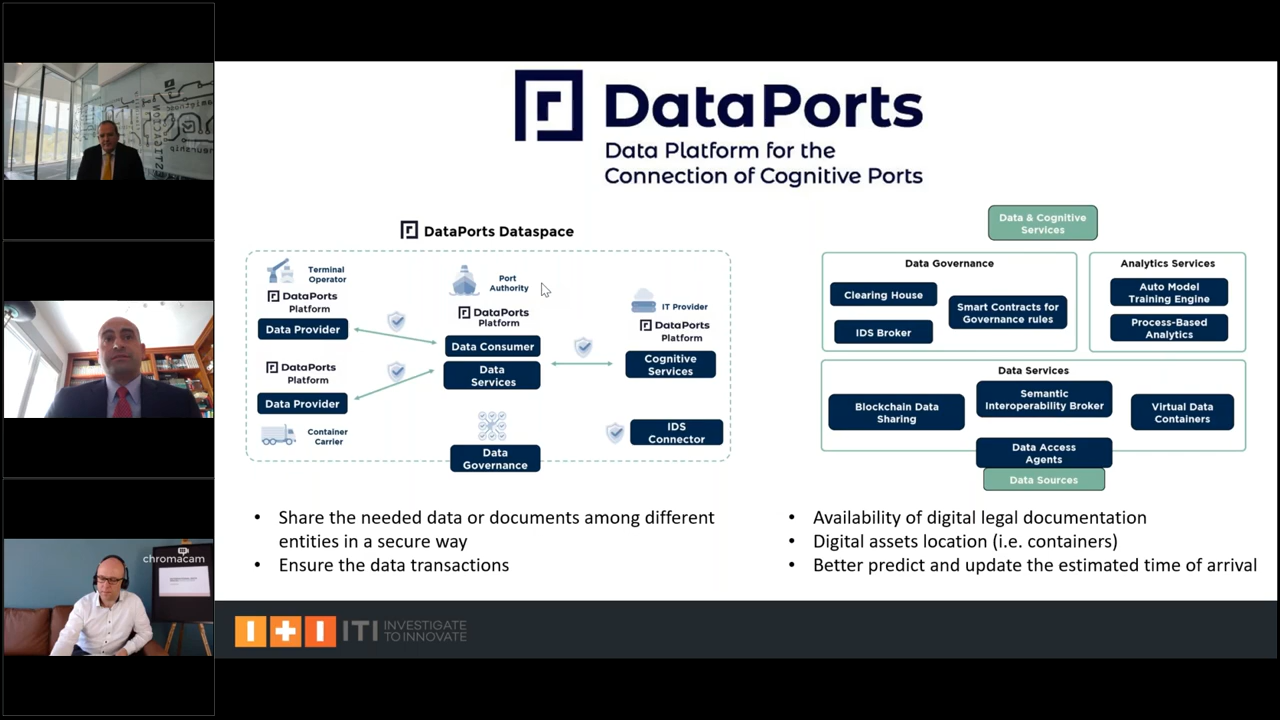 chromacam
DataPorts
Data Platform for the
Connection of Cognitive Ports
DataPorts Dataspace
Terminal
Operator
DataPorts
Platform
Data Provider
DataPorts
Platform
Data Provider
Container
Carrier
Port
Authority
DataPorts
Platform
Data Consumer
Data
Services
Data
Governance
IT Provider
DataPorts
Platform
Cognitive
Services
IDS
Connector
Data & Cognitive
Services
Data Governance
Clearing House
IDS Broker
Smart Contracts for
Governance rules
Analytics Services
Auto Model
Training Engine
Process-Based
Analytics
Data Services
Blockchain Data
Sharing
Semantic
Interoperability Broker
Virtual Data
Containers
Data Access
Agents
Data Sources
• Share the needed data or documents among different
entities in a secure way
• Ensure the data transactions
• Availability of digital legal documentation
• Digital assets location (i.e. containers)
• Better predict and update the estimated time of arrival
I+I ITI INVESTIGATE
TO INNOVATE